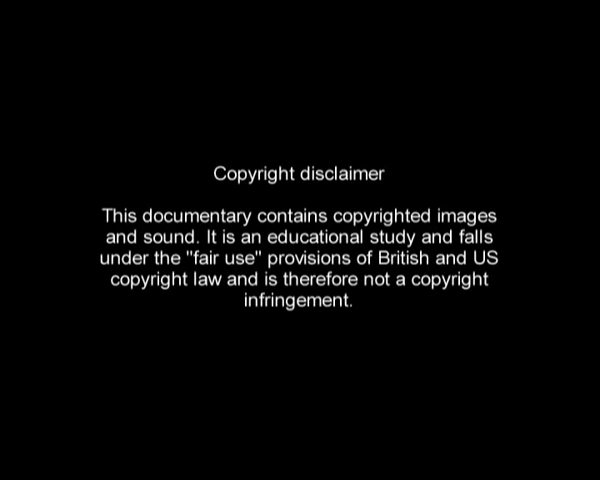 Copyright disclaimer
This documentary contains copyrighted images
and sound. It is an educational study and falls
under the "fair use" provisions of British and US
copyright law and is therefore not a copyright
infringement.